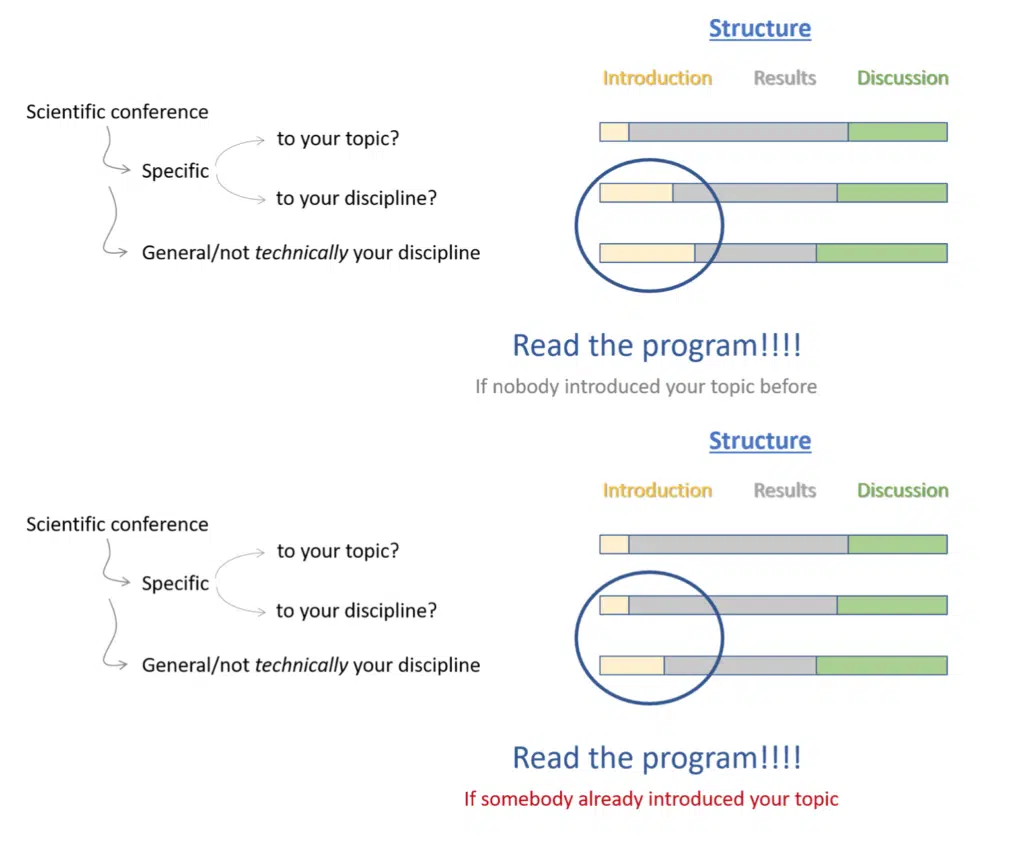 Structure
Introduction Results Discussion
Scientific conference
to your topic?
Specific
to your discipline?
General/not technically your discipline
Read the program!!!!
If nobody introduced your topic before
Structure
Introduction Results Discussion
Scientific conference
to your topic?
Specific
to your discipline?
General/not technically your discipline
Read the program!!!!
If somebody already introduced your topic